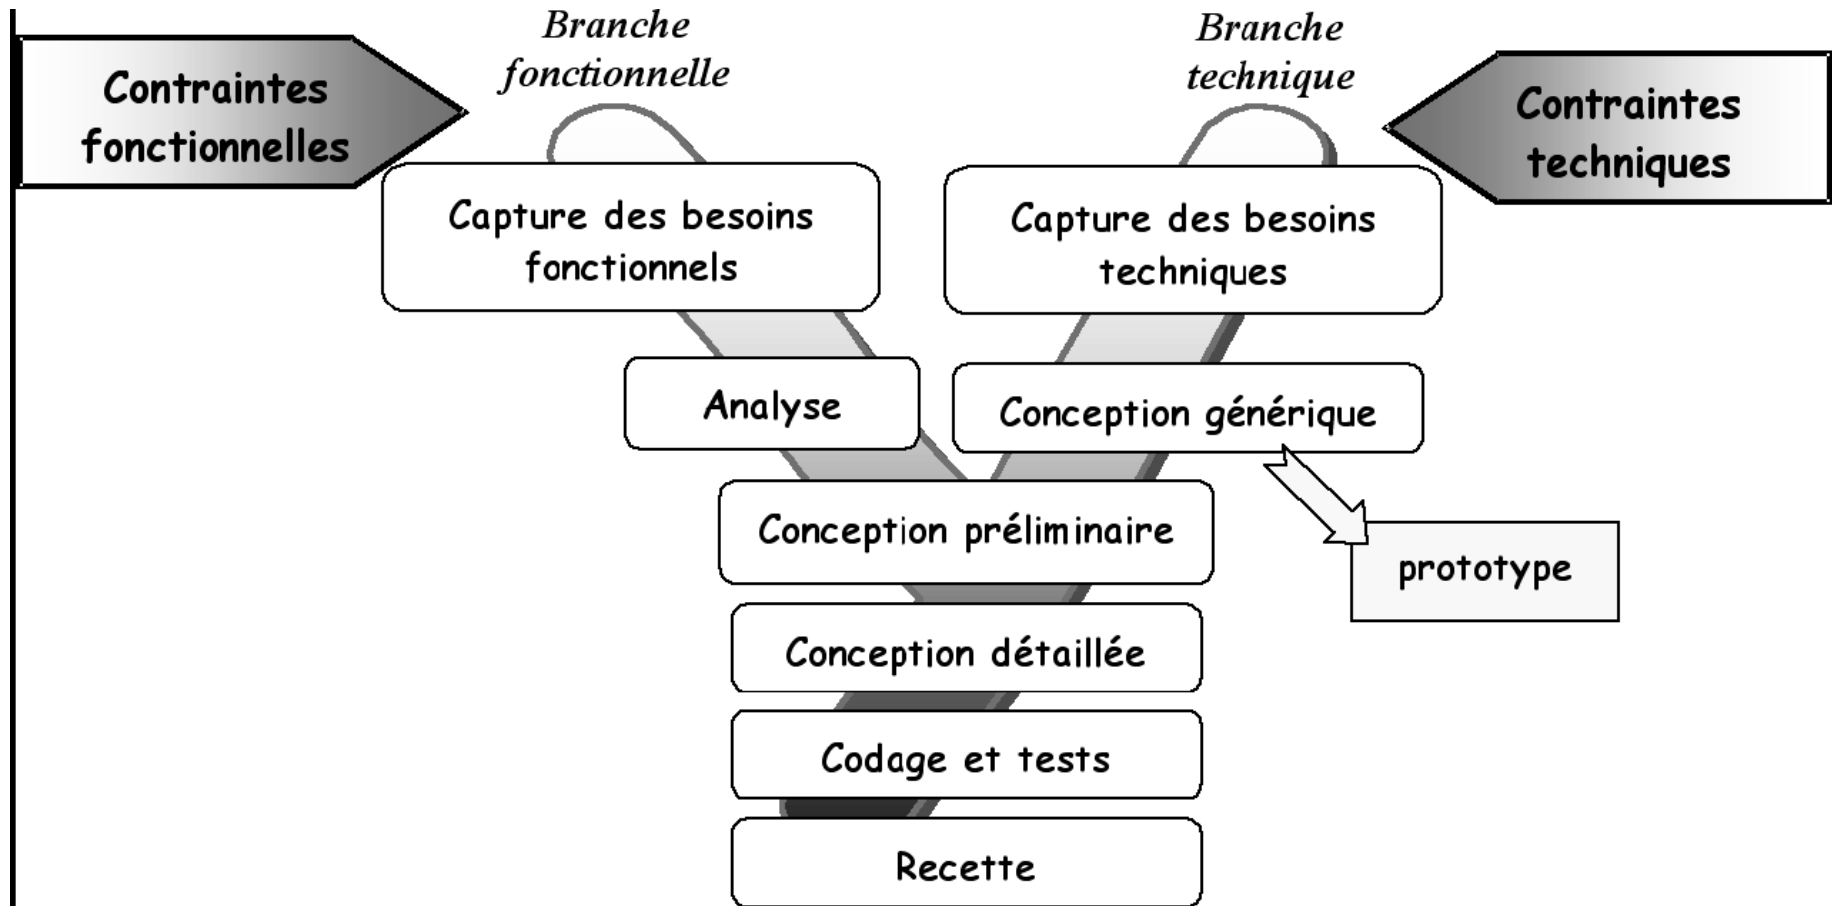 Branche
fonctionnelle
Branche
technique
Contraintes
fonctionnelles
Contraintes
techniques
Capture des besoins
fonctionnels
Capture des besoins
techniques
Analyse
Conception générique
Conception préliminaire
prototype
Conception détaillée
Codage et tests
Recette